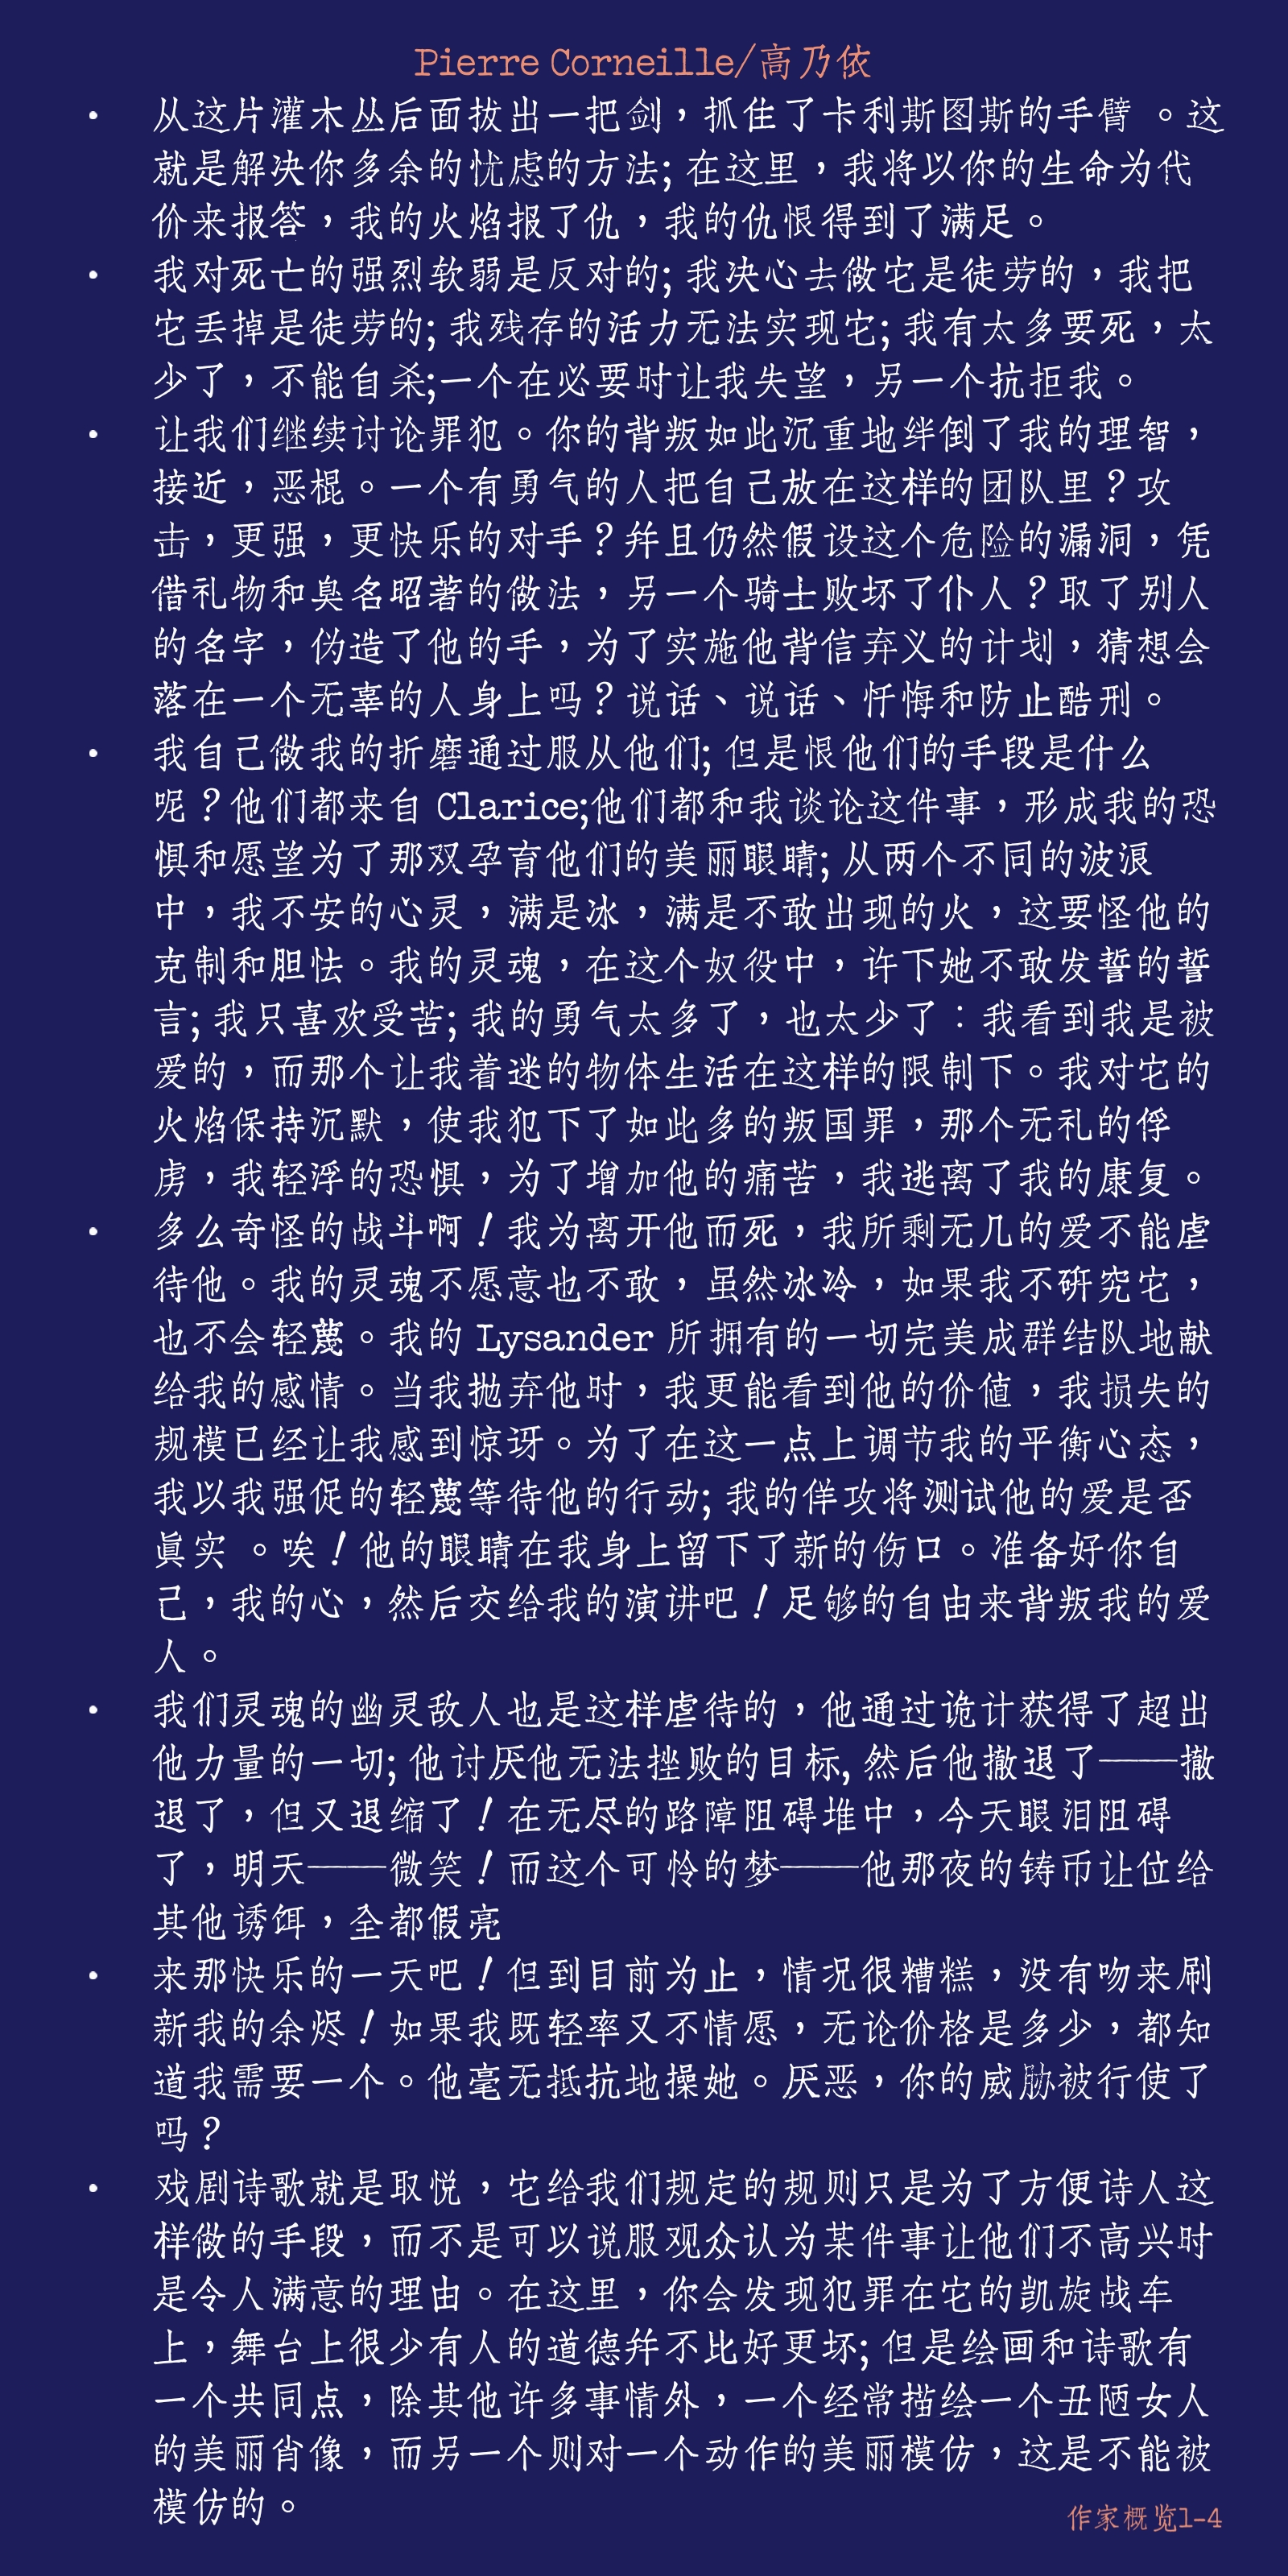 Pierre Corneille/高乃依
• 从这片灌木丛后面拔出一把剑，抓住了卡利斯图斯的手臂 。这
就是解决你多余的忧虑的方法; 在这里，我将以你的生命为代
价来报答，我的火焰报了仇，我的仇恨得到了满足。
• 我对死亡的强烈软弱是反对的; 我决心去做它是徒劳的，我把
它丢掉是徒劳的; 我残存的活力无法实现它; 我有太多要死，太
少了，不能自杀;一个在必要时让我失望，另一个抗拒我。
• 让我们继续讨论罪犯。你的背叛如此沉重地绊倒了我的理智，
接近，恶棍。一个有勇气的人把自己放在这样的团队里？攻
击，更强，更快乐的对手？并且仍然假设这个危险的漏洞，凭
借礼物和臭名昭著的做法，另一个骑士败坏了仆人？取了别人
的名字，伪造了他的手，为了实施他背信弃义的计划，猜想会
落在一个无辜的人身上吗？说话、说话、忏悔和防止酷刑。
• 我自己做我的折磨通过服从他们; 但是恨他们的手段是什么
呢？他们都来自 Clarice;他们都和我谈论这件事，形成我的恐
惧和愿望为了那双孕育他们的美丽眼睛; 从两个不同的波浪
中，我不安的心灵，满是冰，满是不敢出现的火，这要怪他的
克制和胆怯。我的灵魂，在这个奴役中，许下她不敢发誓的誓
言; 我只喜欢受苦; 我的勇气太多了，也太少了：我看到我是被
爱的，而那个让我着迷的物体生活在这样的限制下。我对它的
火焰保持沉默，使我犯下了如此多的叛国罪，那个无礼的俘
虏，我轻浮的恐惧，为了增加他的痛苦，我逃离了我的康复。
• 多么奇怪的战斗啊！我为离开他而死，我所剩无几的爱不能虐
待他。我的灵魂不愿意也不敢，虽然冰冷，如果我不研究它，
也不会轻蔑。我的 Lysander 所拥有的一切完美成群结队地献
给我的感情。当我抛弃他时，我更能看到他的价值，我损失的
规模已经让我感到惊讶。为了在这一点上调节我的平衡心态，
我以我强促的轻蔑等待他的行动; 我的佯攻将测试他的爱是否
真实 。唉！他的眼睛在我身上留下了新的伤口。准备好你自
己，我的心，然后交给我的演讲吧！足够的自由来背叛我的爱
人。
• 我们灵魂的幽灵敌人也是这样虐待的，他通过诡计获得了超出
他力量的一切; 他讨厌他无法挫败的目标, 然后他撤退了——撤
退了，但又退缩了！在无尽的路障阻碍堆中，今天眼泪阻碍
了，明天——微笑！而这个可怜的梦——他那夜的铸币让位给
其他诱饵，全都假亮
• 来那快乐的一天吧！但到目前为止，情况很糟糕，没有吻来刷
新我的余烬！如果我既轻率又不情愿，无论价格是多少，都知
道我需要一个。他毫无抵抗地操她。厌恶，你的威胁被行使了
吗？
• 戏剧诗歌就是取悦，它给我们规定的规则只是为了方便诗人这
样做的手段，而不是可以说服观众认为某件事让他们不高兴时
是令人满意的理由。在这里，你会发现犯罪在它的凯旋战车
上，舞台上很少有人的道德并不比好更坏; 但是绘画和诗歌有
一个共同点，除其他许多事情外，一个经常描绘一个丑陋女人
的美丽肖像，而另一个则对一个动作的美丽模仿，这是不能被
模仿的。
作家概览1-4